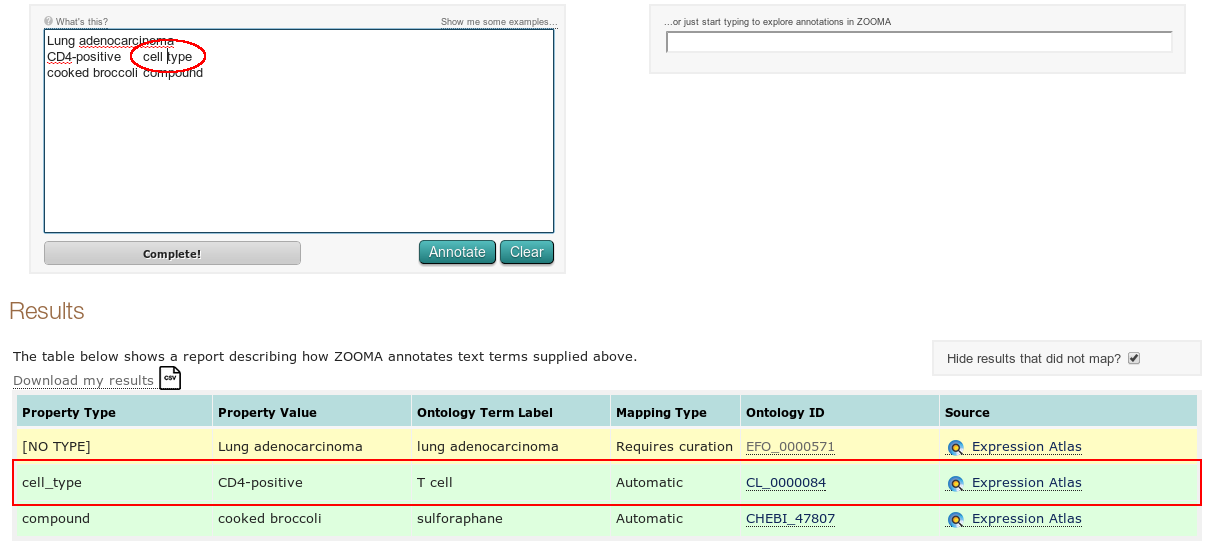 What's this? Show me some examples...
Lung adenocarcinoma
CD4-positive cell type
cooked broccoli compound
Complete! Annotate Clear
...or just start typing to explore annotations in ZOOMA
Results
The table below shows a report describing how ZOOMA annotates text terms supplied above.
Hide results that did not map?
Download my results CSV
Property Type Property Value Ontology Term Label Mapping Type Ontology ID Source
[NO TYPE] Lung adenocarcinoma lung adenocarcinoma Requires curation EFO_0000571 Expression Atlas
cell_type CD4-positive T cell Automatic CL_0000084 Expression Atlas
compound cooked broccoli sulforaphane Automatic CHEBI_47807 Expression Atlas